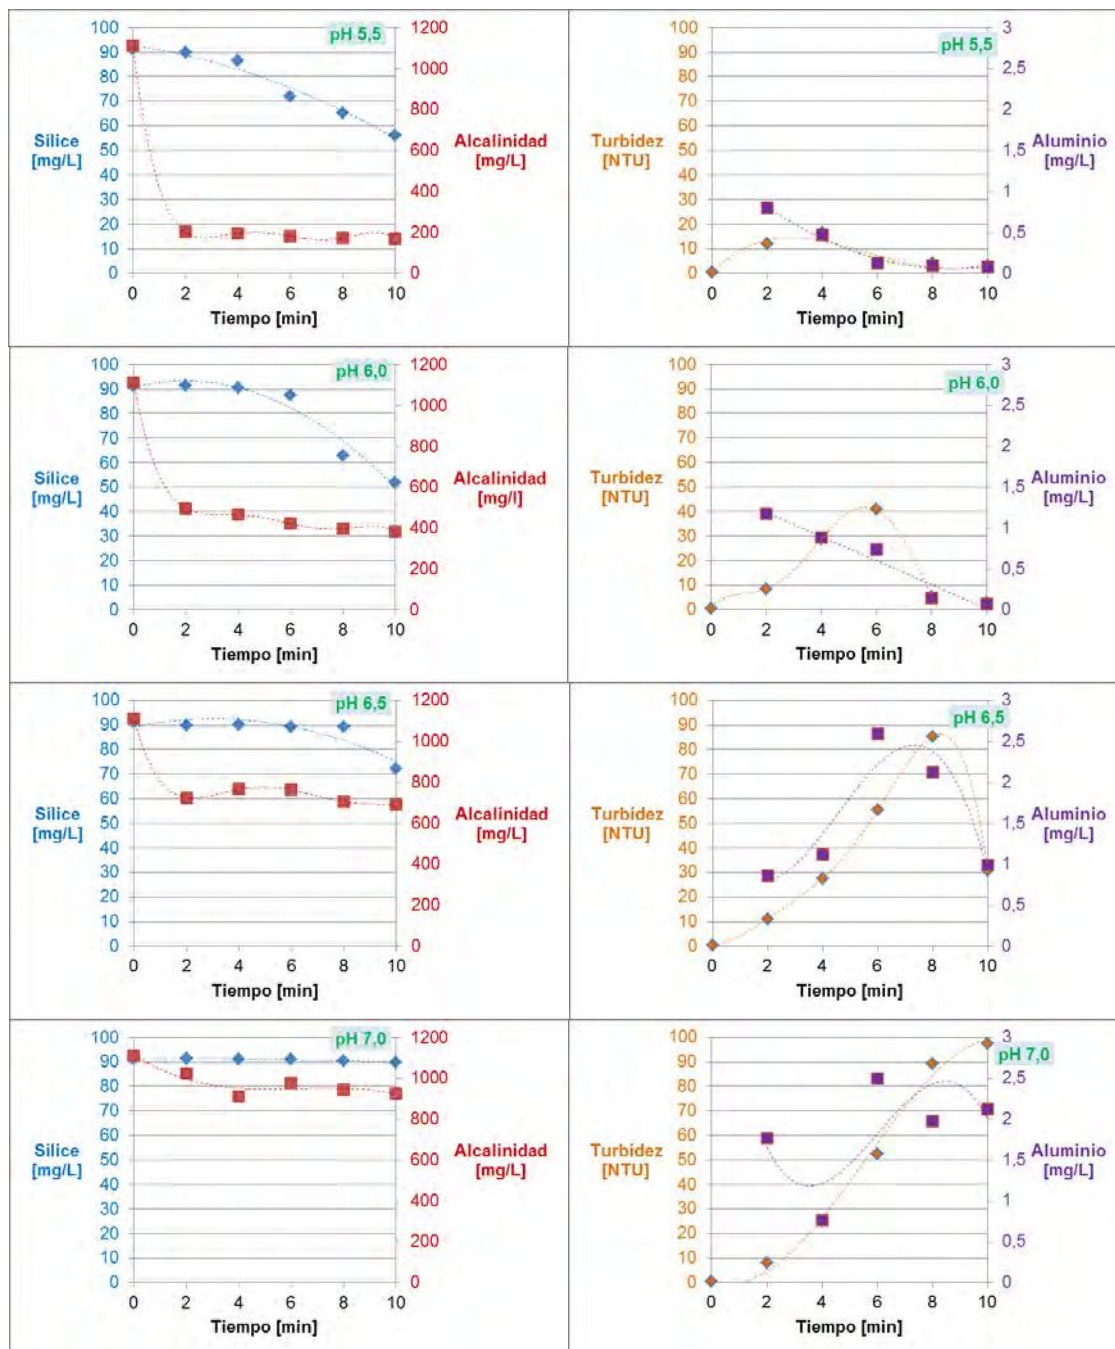 pH 5,5
100
90
80
70
60
50
40
30
20
10
0
Sílice
[mg/L]
1200
1000
800
600
400
200
0
Alcalinidad
[mg/L]
0 2 4 6 8 10
Tiempo [min]
pH 5,5
100
90
80
70
60
50
40
30
20
10
0
Turbidez
[NTU]
3
2,5
2
1,5
1
0,5
0
Aluminio
[mg/L]
0 2 4 6 8 10
Tiempo [min]
pH 6,0
100
90
80
70
60
50
40
30
20
10
0
Sílice
[mg/L]
1200
1000
800
600
400
200
0
Alcalinidad
[mg/l]
0 2 4 6 8 10
Tiempo [min]
pH 6,0
100
90
80
70
60
50
40
30
20
10
0
Turbidez
[NTU]
3
2,5
2
1,5
1
0,5
0
Aluminio
[mg/L]
0 2 4 6 8 10
Tiempo [min]
pH 6,5
100
90
80
70
60
50
40
30
20
10
0
Sílice
[mg/L]
1200
1000
800
600
400
200
0
Alcalinidad
[mg/L]
0 2 4 6 8 10
Tiempo [min]
pH 6,5
100
90
80
70
60
50
40
30
20
10
0
Turbidez
[NTU]
3
2,5
2
1,5
1
0,5
0
Aluminio
[mg/L]
0 2 4 6 8 10
Tiempo [min]
pH 7,0
100
90
80
70
60
50
40
30
20
10
0
Sílice
[mg/L]
1200
1000
800
600
400
200
0
Alcalinidad
[mg/L]
0 2 4 6 8 10
Tiempo [min]
pH 7,0
100
90
80
70
60
50
40
30
20
10
0
Turbidez
[NTU]
3
2,5
2
1,5
1
0,5
0
Aluminio
[mg/L]
0 2 4 6 8 10
Tiempo [min]